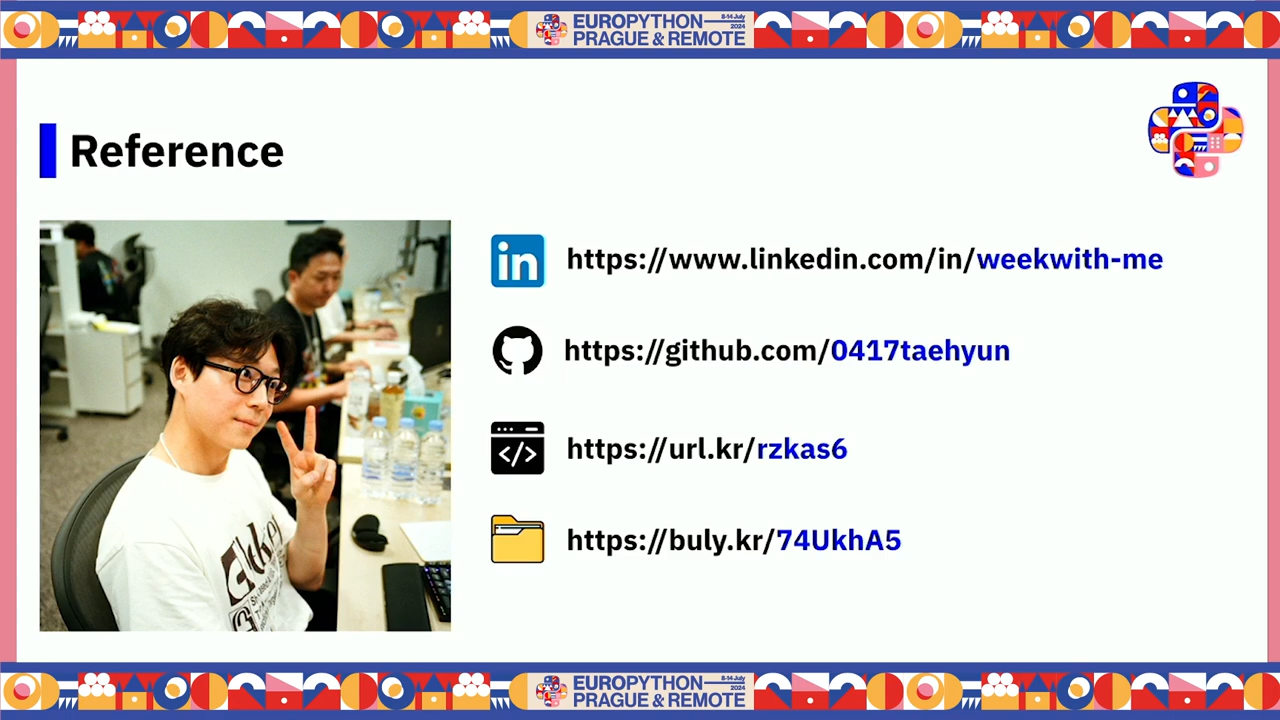 EUROPYTHON 8-14 July 2024
PRAGUE & REMOTE
Reference
in https://www.linkedin.com/in/weekwith-me
https://github.com/0417taehyun
</> https://url.kr/rzkas6
https://buly.kr/74UkhA5
EUROPYTHON 8-14 July 2024
PRAGUE & REMOTE